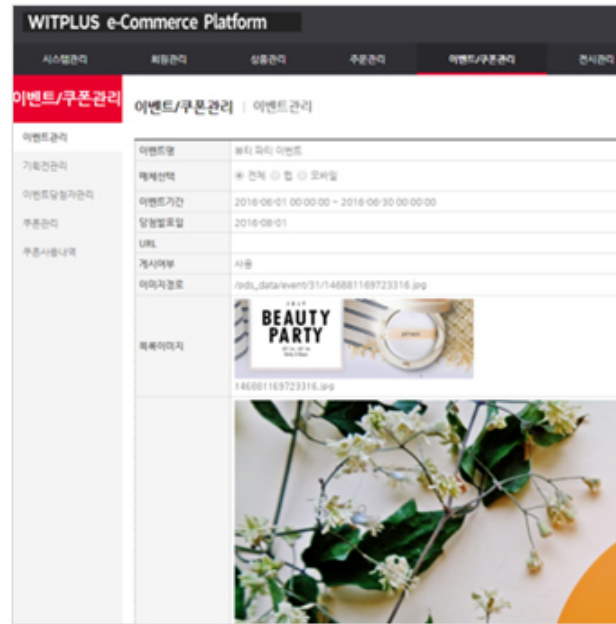 WITPLUS e-Commerce Platform
시스템관리 회원관리 상품관리 주문관리 이벤트/쿠폰관리 전시관리
이벤트/쿠폰관리
이벤트/쿠폰관리 | 이벤트관리
이벤트관리
기획전관리
이벤트당첨자관리
쿠폰관리
쿠폰사용내역
이벤트명 뷰티 파티 이벤트
매체선택 전체 웹 모바일
이벤트기간 2016-06-01 00:00:00 ~ 2016-06-30 00:00:00
당첨발표일 2016-08-01
URL
게시여부 사용
이미지경로 /pds_data/event/31/146881169723316.jpg
목록이미지
JULY
BEAUTY
PARTY
146881169723316.jpg